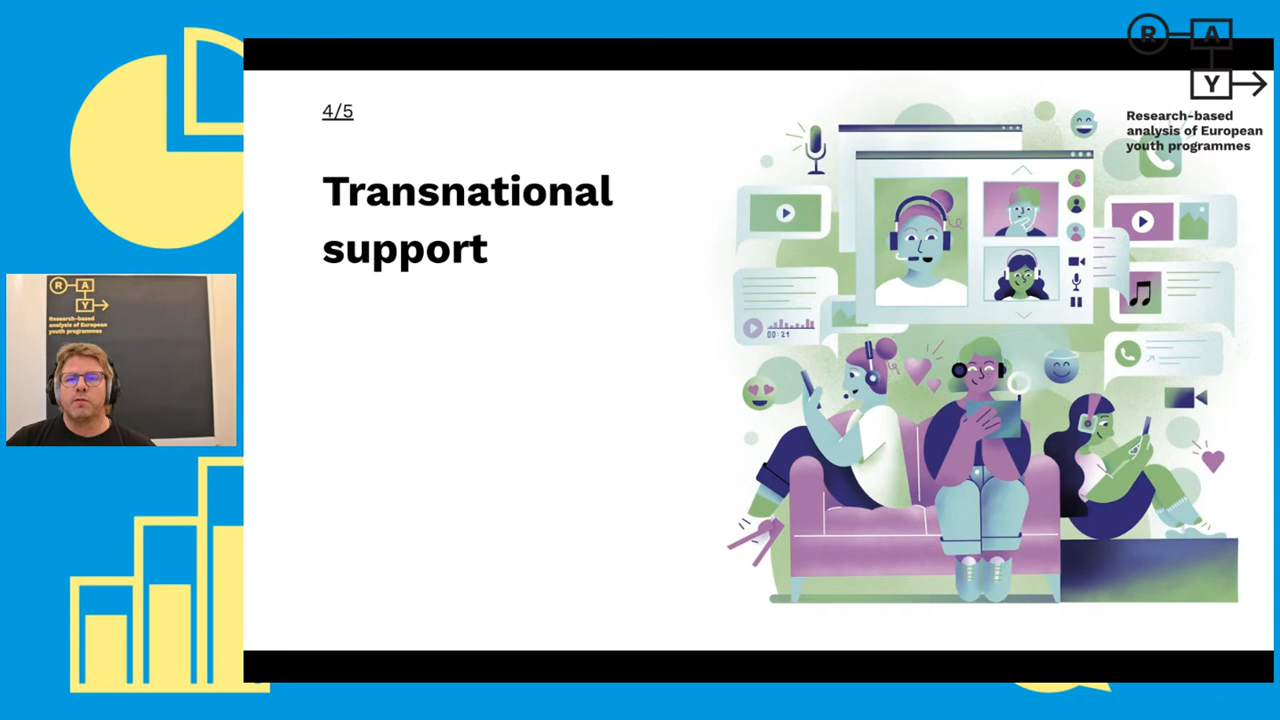 4/5
Transnational
support
R A
Y
Research-based
analysis of European
youth programmes
00:21
R A
Y
Research-based
analysis of European
youth programmes